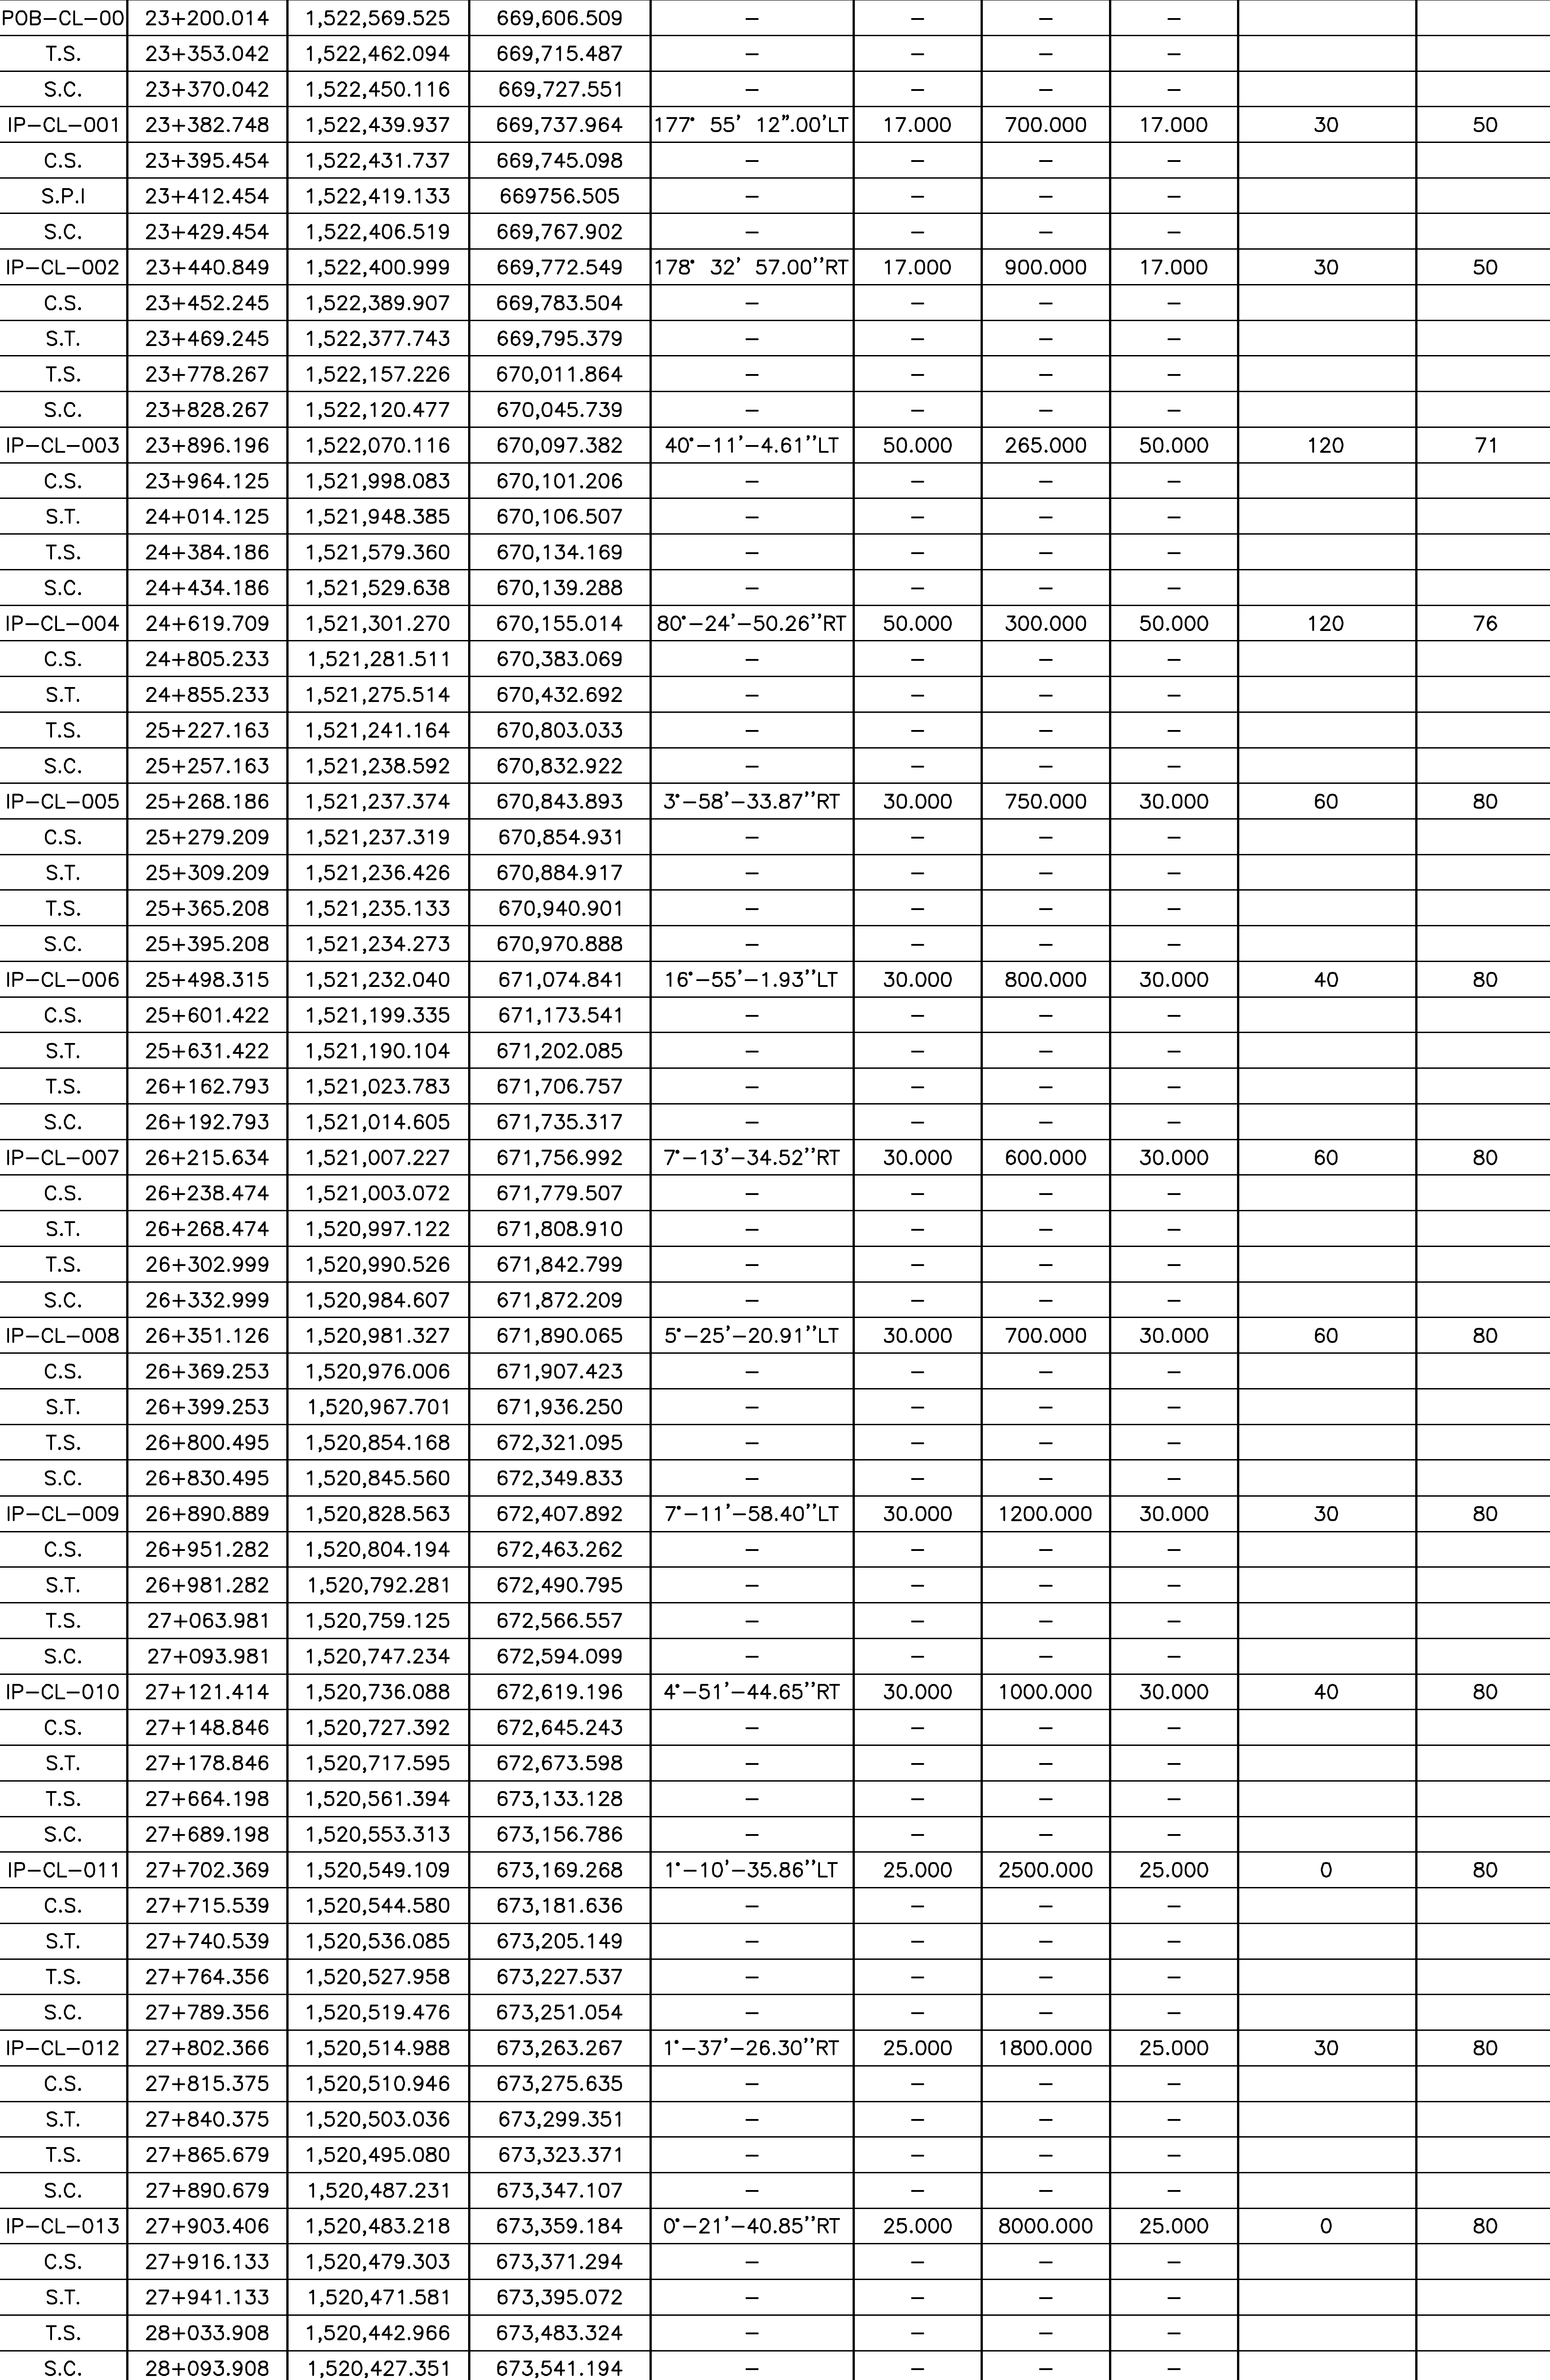 POB-CL-00 23+200.014 1,522,569.525 669,606.509 – – – –
T.S. 23+353.042 1,522,462.094 669,715.487 – – – –
S.C. 23+370.042 1,522,450.116 669,727.551 – – – –
IP-CL-001 23+382.748 1,522,439.937 669,737.964 177° 55' 12".00'LT 17.000 700.000 17.000 30 50
C.S. 23+395.454 1,522,431.737 669,745.098 – – – –
S.P.I 23+412.454 1,522,419.133 669756.505 – – – –
S.C. 23+429.454 1,522,406.519 669,767.902 – – – –
IP-CL-002 23+440.849 1,522,400.999 669,772.549 178° 32' 57.00''RT 17.000 900.000 17.000 30 50
C.S. 23+452.245 1,522,389.907 669,783.504 – – – –
S.T. 23+469.245 1,522,377.743 669,795.379 – – – –
T.S. 23+778.267 1,522,157.226 670,011.864 – – – –
S.C. 23+828.267 1,522,120.477 670,045.739 – – – –
IP-CL-003 23+896.196 1,522,070.116 670,097.382 40°-11'-4.61''LT 50.000 265.000 50.000 120 71
C.S. 23+964.125 1,521,998.083 670,101.206 – – – –
S.T. 24+014.125 1,521,948.385 670,106.507 – – – –
T.S. 24+384.186 1,521,579.360 670,134.169 – – – –
S.C. 24+434.186 1,521,529.638 670,139.288 – – – –
IP-CL-004 24+619.709 1,521,301.270 670,155.014 80°-24'-50.26''RT 50.000 300.000 50.000 120 76
C.S. 24+805.233 1,521,281.511 670,383.069 – – – –
S.T. 24+855.233 1,521,275.514 670,432.692 – – – –
T.S. 25+227.163 1,521,241.164 670,803.033 – – – –
S.C. 25+257.163 1,521,238.592 670,832.922 – – – –
IP-CL-005 25+268.186 1,521,237.374 670,843.893 3°-58'-33.87''RT 30.000 750.000 30.000 60 80
C.S. 25+279.209 1,521,237.319 670,854.931 – – – –
S.T. 25+309.209 1,521,236.426 670,884.917 – – – –
T.S. 25+365.208 1,521,235.133 670,940.901 – – – –
S.C. 25+395.208 1,521,234.273 670,970.888 – – – –
IP-CL-006 25+498.315 1,521,232.040 671,074.841 16°-55'-1.93''LT 30.000 800.000 30.000 40 80
C.S. 25+601.422 1,521,199.335 671,173.541 – – – –
S.T. 25+631.422 1,521,190.104 671,202.085 – – – –
T.S. 26+162.793 1,521,023.783 671,706.757 – – – –
S.C. 26+192.793 1,521,014.605 671,735.317 – – – –
IP-CL-007 26+215.634 1,521,007.227 671,756.992 7°-13'-34.52''RT 30.000 600.000 30.000 60 80
C.S. 26+238.474 1,521,003.072 671,779.507 – – – –
S.T. 26+268.474 1,520,997.122 671,808.910 – – – –
T.S. 26+302.999 1,520,990.526 671,842.799 – – – –
S.C. 26+332.999 1,520,984.607 671,872.209 – – – –
IP-CL-008 26+351.126 1,520,981.327 671,890.065 5°-25'-20.91''LT 30.000 700.000 30.000 60 80
C.S. 26+369.253 1,520,976.006 671,907.423 – – – –
S.T. 26+399.253 1,520,967.701 671,936.250 – – – –
T.S. 26+800.495 1,520,854.168 672,321.095 – – – –
S.C. 26+830.495 1,520,845.560 672,349.833 – – – –
IP-CL-009 26+890.889 1,520,828.563 672,407.892 7°-11'-58.40''LT 30.000 1200.000 30.000 30 80
C.S. 26+951.282 1,520,804.194 672,463.262 – – – –
S.T. 26+981.282 1,520,792.281 672,490.795 – – – –
T.S. 27+063.981 1,520,759.125 672,566.557 – – – –
S.C. 27+093.981 1,520,747.234 672,594.099 – – – –
IP-CL-010 27+121.414 1,520,736.088 672,619.196 4°-51'-44.65''RT 30.000 1000.000 30.000 40 80
C.S. 27+148.846 1,520,727.392 672,645.243 – – – –
S.T. 27+178.846 1,520,717.595 672,673.598 – – – –
T.S. 27+664.198 1,520,561.394 673,133.128 – – – –
S.C. 27+689.198 1,520,553.313 673,156.786 – – – –
IP-CL-011 27+702.369 1,520,549.109 673,169.268 1°-10'-35.86''LT 25.000 2500.000 25.000 0 80
C.S. 27+715.539 1,520,544.580 673,181.636 – – – –
S.T. 27+740.539 1,520,536.085 673,205.149 – – – –
T.S. 27+764.356 1,520,527.958 673,227.537 – – – –
S.C. 27+789.356 1,520,519.476 673,251.054 – – – –
IP-CL-012 27+802.366 1,520,514.988 673,263.267 1°-37'-26.30''RT 25.000 1800.000 25.000 30 80
C.S. 27+815.375 1,520,510.946 673,275.635 – – – –
S.T. 27+840.375 1,520,503.036 673,299.351 – – – –
T.S. 27+865.679 1,520,495.080 673,323.371 – – – –
S.C. 27+890.679 1,520,487.231 673,347.107 – – – –
IP-CL-013 27+903.406 1,520,483.218 673,359.184 0°-21'-40.85''RT 25.000 8000.000 25.000 0 80
C.S. 27+916.133 1,520,479.303 673,371.294 – – – –
S.T. 27+941.133 1,520,471.581 673,395.072 – – – –
T.S. 28+033.908 1,520,442.966 673,483.324 – – – –
S.C. 28+093.908 1,520,427.351 673,541.194 – – – –